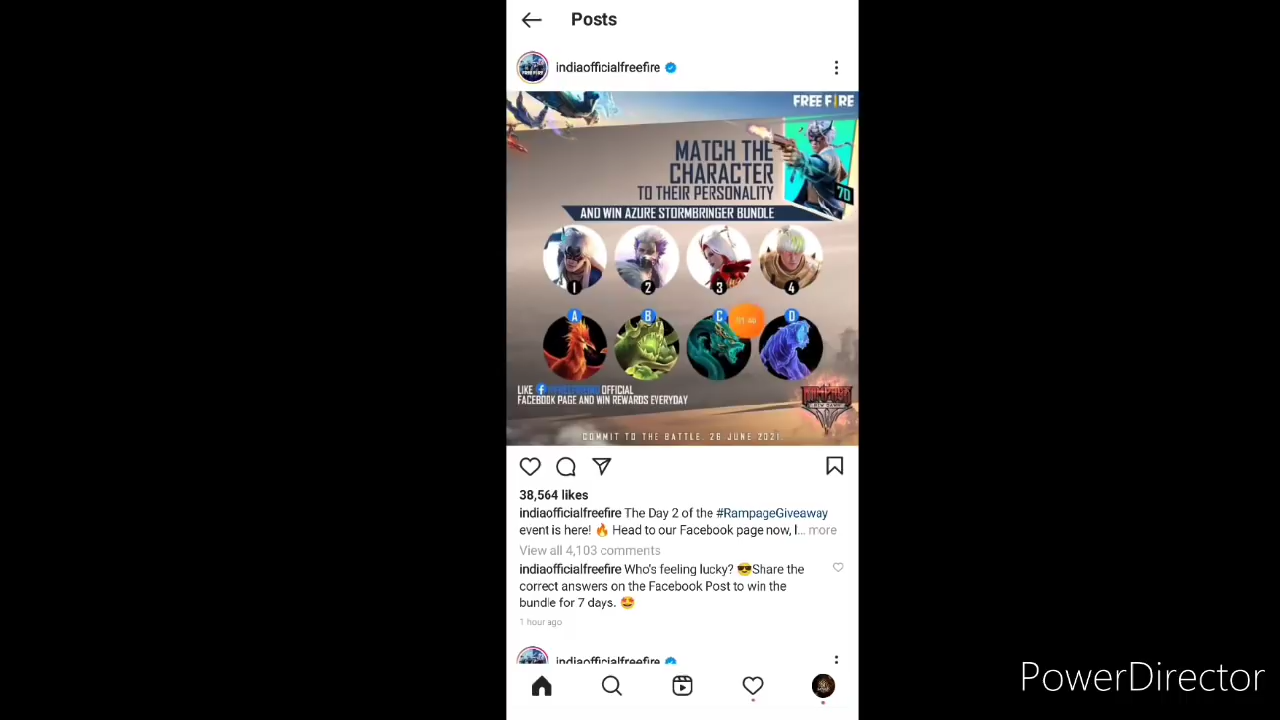 Posts
indiaofficialfreefire
FREE FIRE
MATCH THE
CHARACTER
TO THEIR PERSONALITY
7D
AND WIN AZURE STORMBRINGER BUNDLE
1 2 3 4
A B C D
01:46
LIKE OFFICIAL
FACEBOOK PAGE AND WIN REWARDS EVERYDAY
COMMIT TO THE BATTLE. 26 JUNE 2021.
38,564 likes
indiaofficialfreefire The Day 2 of the #RampageGiveaway
event is here! 🔥 Head to our Facebook page now, l... more
View all 4,103 comments
indiaofficialfreefire Who's feeling lucky? 😎Share the
correct answers on the Facebook Post to win the
bundle for 7 days. 🤩
1 hour ago
indiaofficialfreefire
PowerDirector